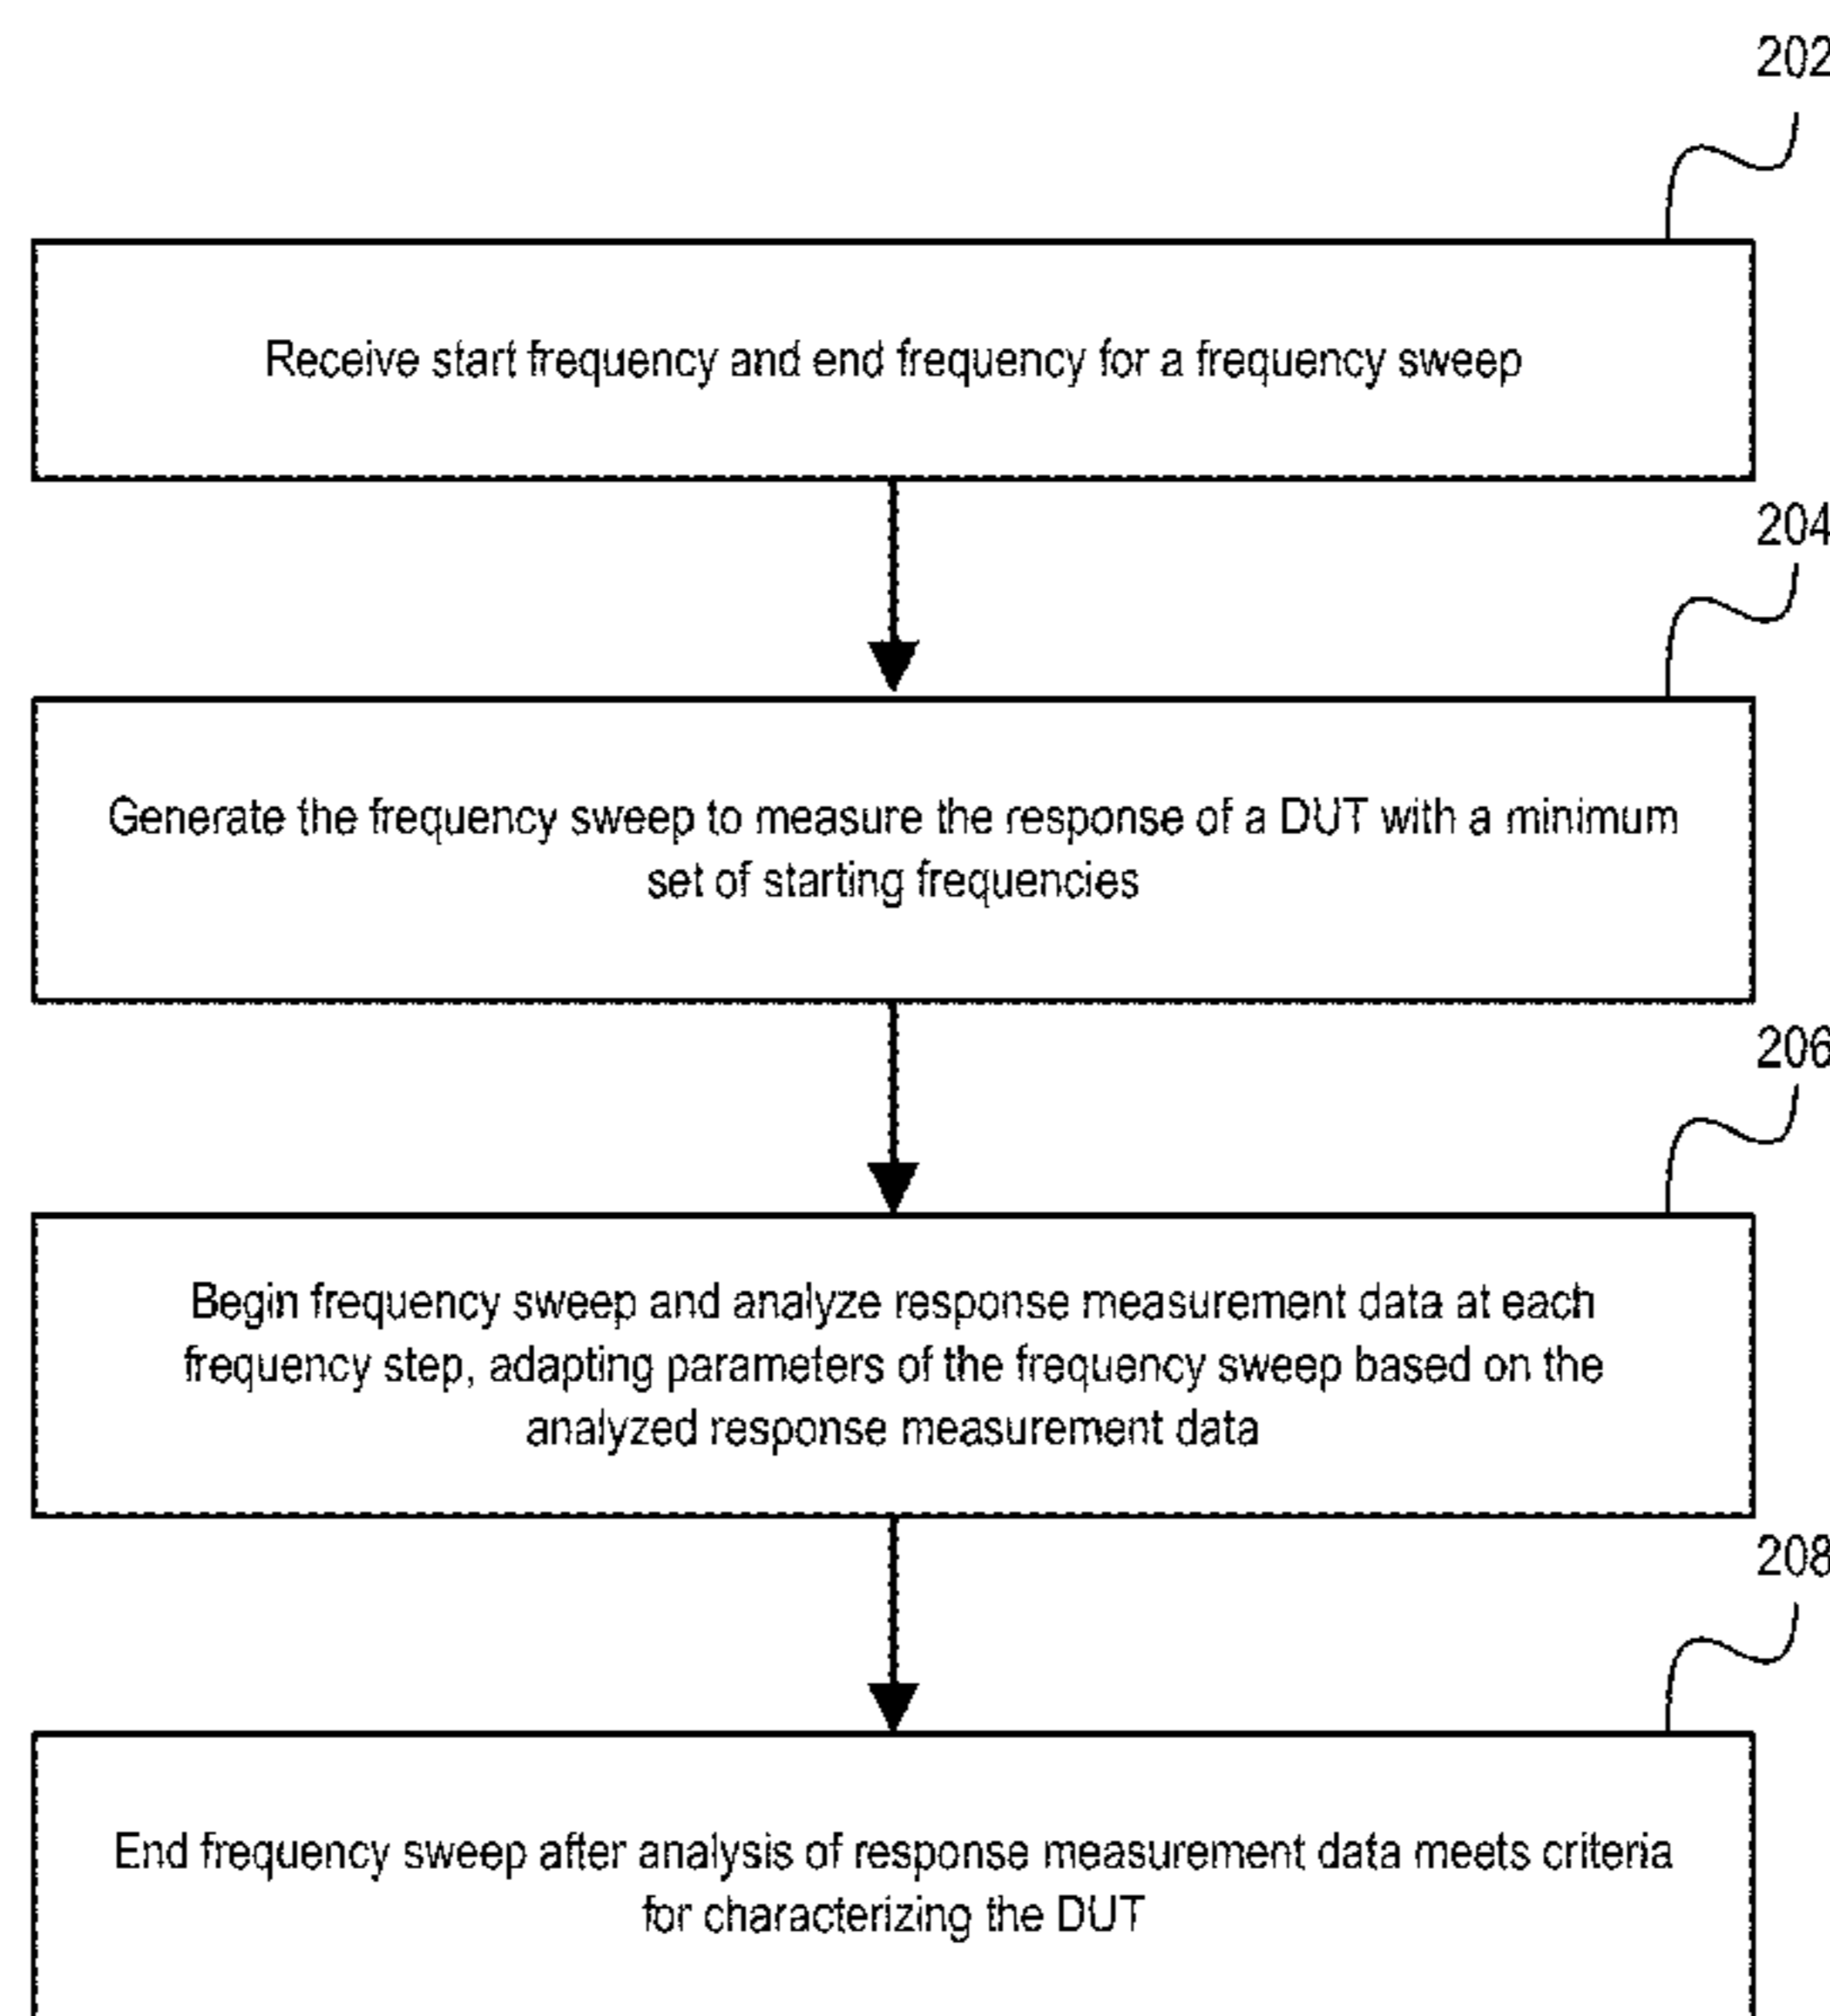 202
Receive start frequency and end frequency for a frequency sweep
204
Generate the frequency sweep to measure the response of a DUT with a minimum
set of starting frequencies
206
Begin frequency sweep and analyze response measurement data at each
frequency step, adapting parameters of the frequency sweep based on the
analyzed response measurement data
208
End frequency sweep after analysis of response measurement data meets criteria
for characterizing the DUT